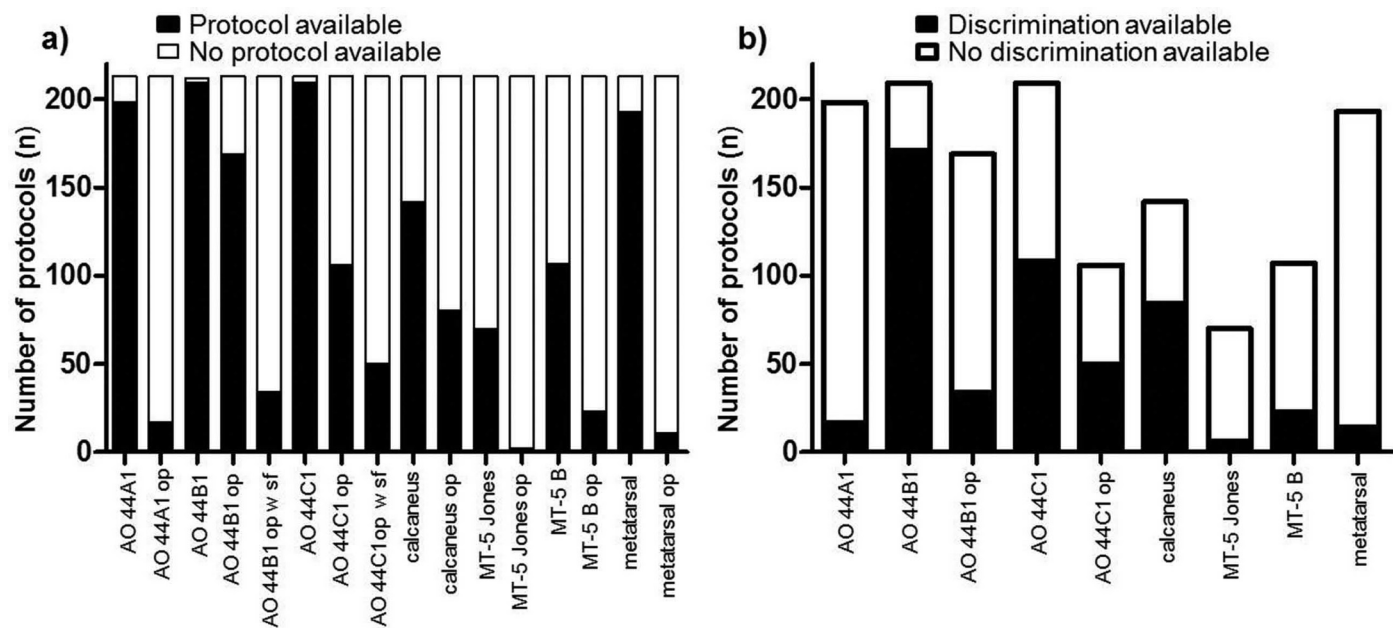 a)
Protocol available
No protocol available
Number of protocols (n)
200
150
100
50
0
AO 44A1
AO 44A1 op
AO 44B1
AO 44B1 op
AO 44B1 op w sf
AO 44C1
AO 44C1 op
AO 44C1op w sf
calcaneus
calcaneus op
MT-5 Jones
MT-5 Jones op
MT-5 B
MT-5 B op
metatarsal
metatarsal op
b)
Discrimination available
No discrimination available
Number of protocols (n)
200
150
100
50
0
AO 44A1
AO 44B1
AO 44B1 op
AO 44C1
AO 44C1 op
calcaneus
MT-5 Jones
MT-5 B
metatarsal